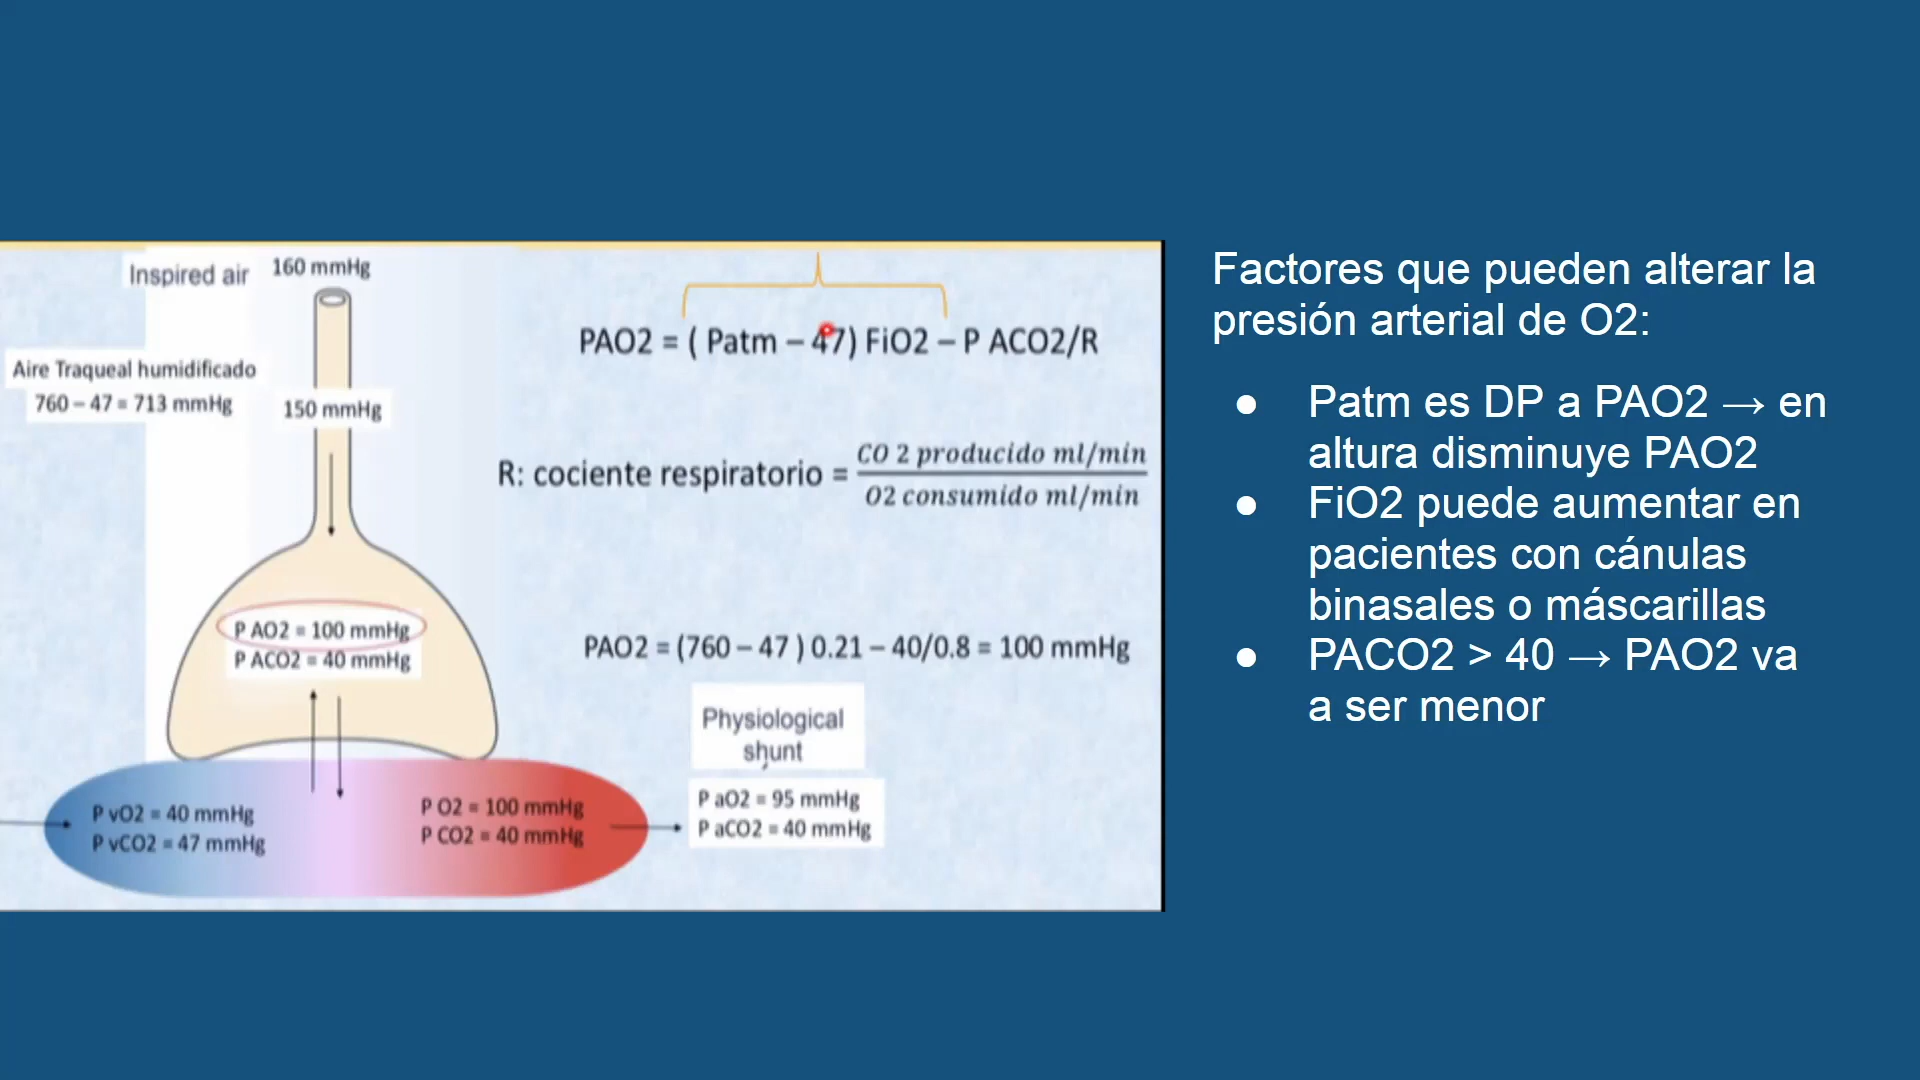 Inspired air
160 mmHg
Aire Traqueal humidificado
760 – 47 = 713 mmHg
150 mmHg
P AO2 = 100 mmHg
P ACO2 = 40 mmHg
P vO2 = 40 mmHg
P vCO2 = 47 mmHg
P O2 = 100 mmHg
P CO2 = 40 mmHg
PAO2 = ( Patm – 47) FiO2 – P ACO2/R
R: cociente respiratorio = CO 2 producido ml/min
O2 consumido ml/min
PAO2 = (760 – 47 ) 0.21 – 40/0.8 = 100 mmHg
Physiological
shunt
P aO2 = 95 mmHg
P aCO2 = 40 mmHg
Factores que pueden alterar la
presión arterial de O2:
● Patm es DP a PAO2 → en
altura disminuye PAO2
● FiO2 puede aumentar en
pacientes con cánulas
binasales o máscarillas
● PACO2 > 40 → PAO2 va
a ser menor